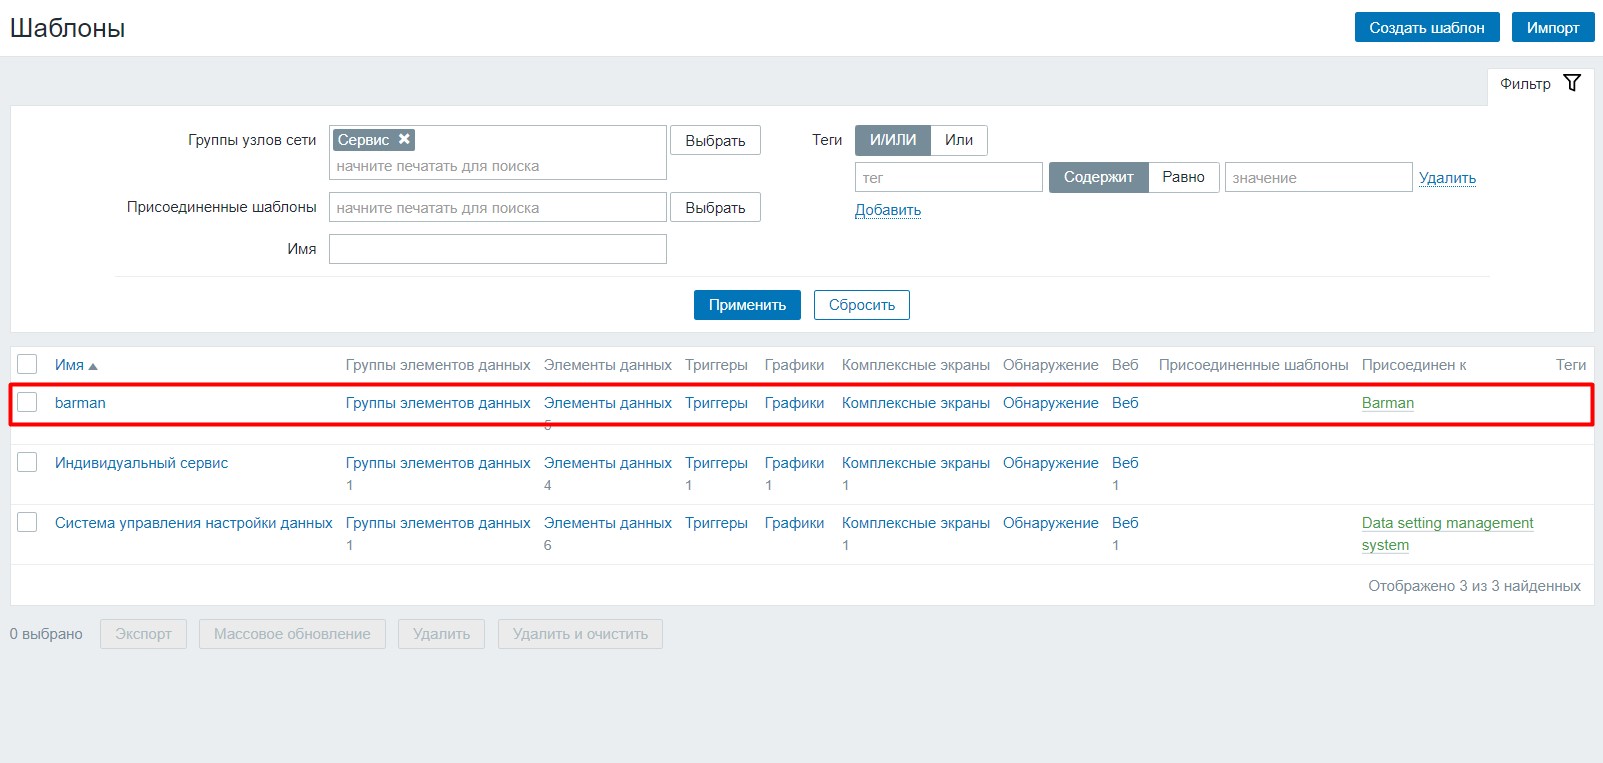 Шаблоны
Создать шаблон Импорт
Фильтр
Группы узлов сети Сервис Выбрать Теги И/ИЛИ Или
начните печатать для поиска
тег Содержит Равно значение Удалить
Присоединенные шаблоны начните печатать для поиска Выбрать Добавить
Имя
Применить Сбросить
Имя Группы элементов данных Элементы данных Триггеры Графики Комплексные экраны Обнаружение Веб Присоединенные шаблоны Присоединен к Теги
barman Группы элементов данных Элементы данных Триггеры Графики Комплексные экраны Обнаружение Веб Barman
5
Индивидуальный сервис Группы элементов данных Элементы данных Триггеры Графики Комплексные экраны Обнаружение Веб
1 4 1 1 1 1
Система управления настройки данных Группы элементов данных Элементы данных Триггеры Графики Комплексные экраны Обнаружение Веб Data setting management
1 6 1 1 system
Отображено 3 из 3 найденных
0 выбрано Экспорт Массовое обновление Удалить Удалить и очистить